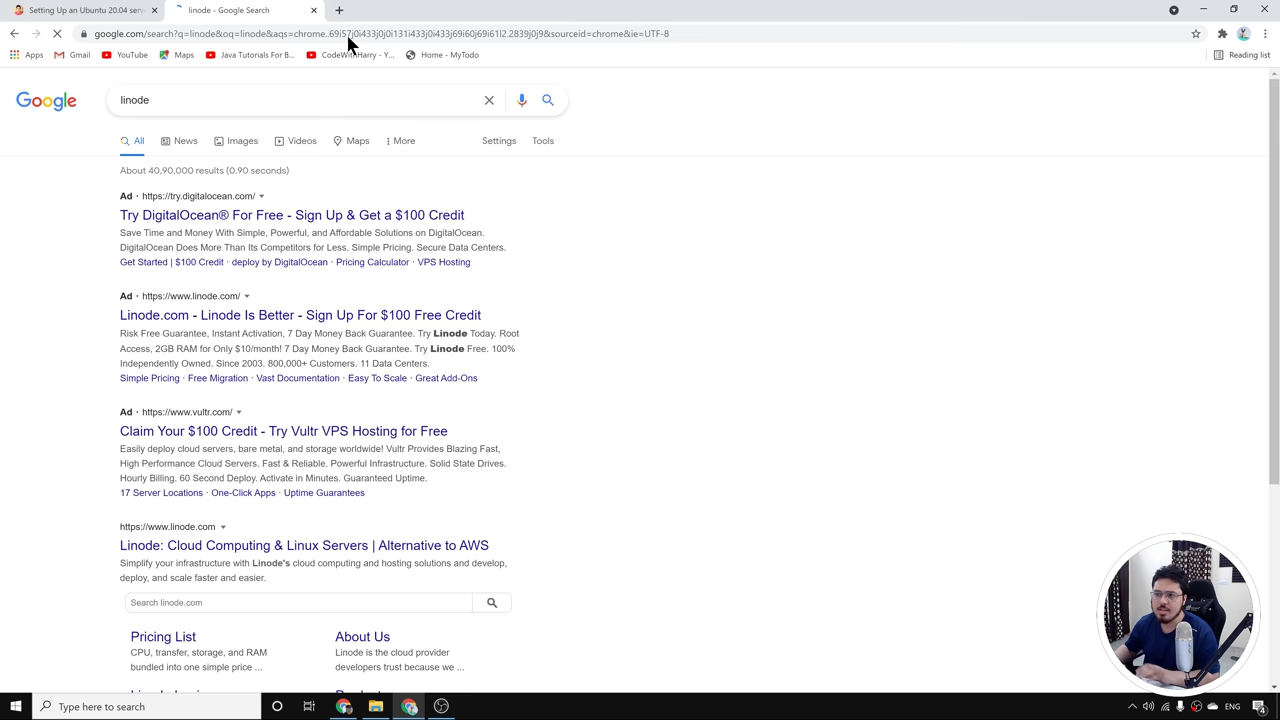 Setting Up an Ubuntu 20.04 serv
linode - Google Search
google.com/search?q=linode&oq=linode&aqs=chrome..69i57j0i433j0j0i131i433j0i433j69i60j69i61l2.2839j0j9&sourceid=chrome&ie=UTF-8
Apps
Gmail
YouTube
Maps
Java Tutorials For B...
CodeWithHarry - Y...
Home - MyTodo
Reading list
Google
linode
All
News
Images
Videos
Maps
More
Settings
Tools
About 40,90,000 results (0.90 seconds)
Ad · https://try.digitalocean.com/
Try DigitalOcean® For Free - Sign Up & Get a $100 Credit
Save Time and Money With Simple, Powerful, and Affordable Solutions on DigitalOcean.
DigitalOcean Does More Than Its Competitors for Less. Simple Pricing. Secure Data Centers.
Get Started | $100 Credit · deploy by DigitalOcean · Pricing Calculator · VPS Hosting
Ad · https://www.linode.com/
Linode.com - Linode Is Better - Sign Up For $100 Free Credit
Risk Free Guarantee, Instant Activation, 7 Day Money Back Guarantee. Try Linode Today. Root
Access, 2GB RAM for Only $10/month! 7 Day Money Back Guarantee. Try Linode Free. 100%
Independently Owned. Since 2003. 800,000+ Customers. 11 Data Centers.
Simple Pricing · Free Migration · Vast Documentation · Easy To Scale · Great Add-Ons
Ad · https://www.vultr.com/
Claim Your $100 Credit - Try Vultr VPS Hosting for Free
Easily deploy cloud servers, bare metal, and storage worldwide! Vultr Provides Blazing Fast,
High Performance Cloud Servers. Fast & Reliable. Powerful Infrastructure. Solid State Drives.
Hourly Billing. 60 Second Deploy. Activate in Minutes. Guaranteed Uptime.
17 Server Locations · One-Click Apps · Uptime Guarantees
https://www.linode.com
Linode: Cloud Computing & Linux Servers | Alternative to AWS
Simplify your infrastructure with Linode's cloud computing and hosting solutions and develop,
deploy, and scale faster and easier.
Search linode.com
Pricing List
CPU, transfer, storage, and RAM
bundled into one simple price ...
About Us
Linode is the cloud provider
developers trust because we ...
Type here to search
ENG
4